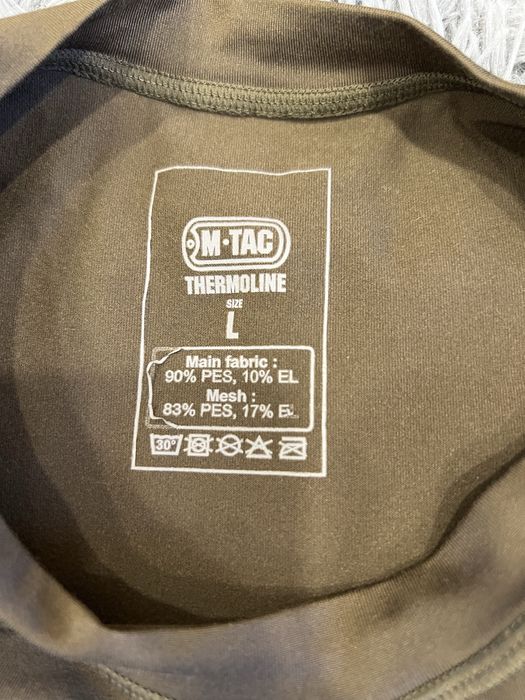 M·TAC
THERMOLINE
SIZE
L
Main fabric :
90% PES, 10% EL
Mesh :
83% PES, 17% EL
30°